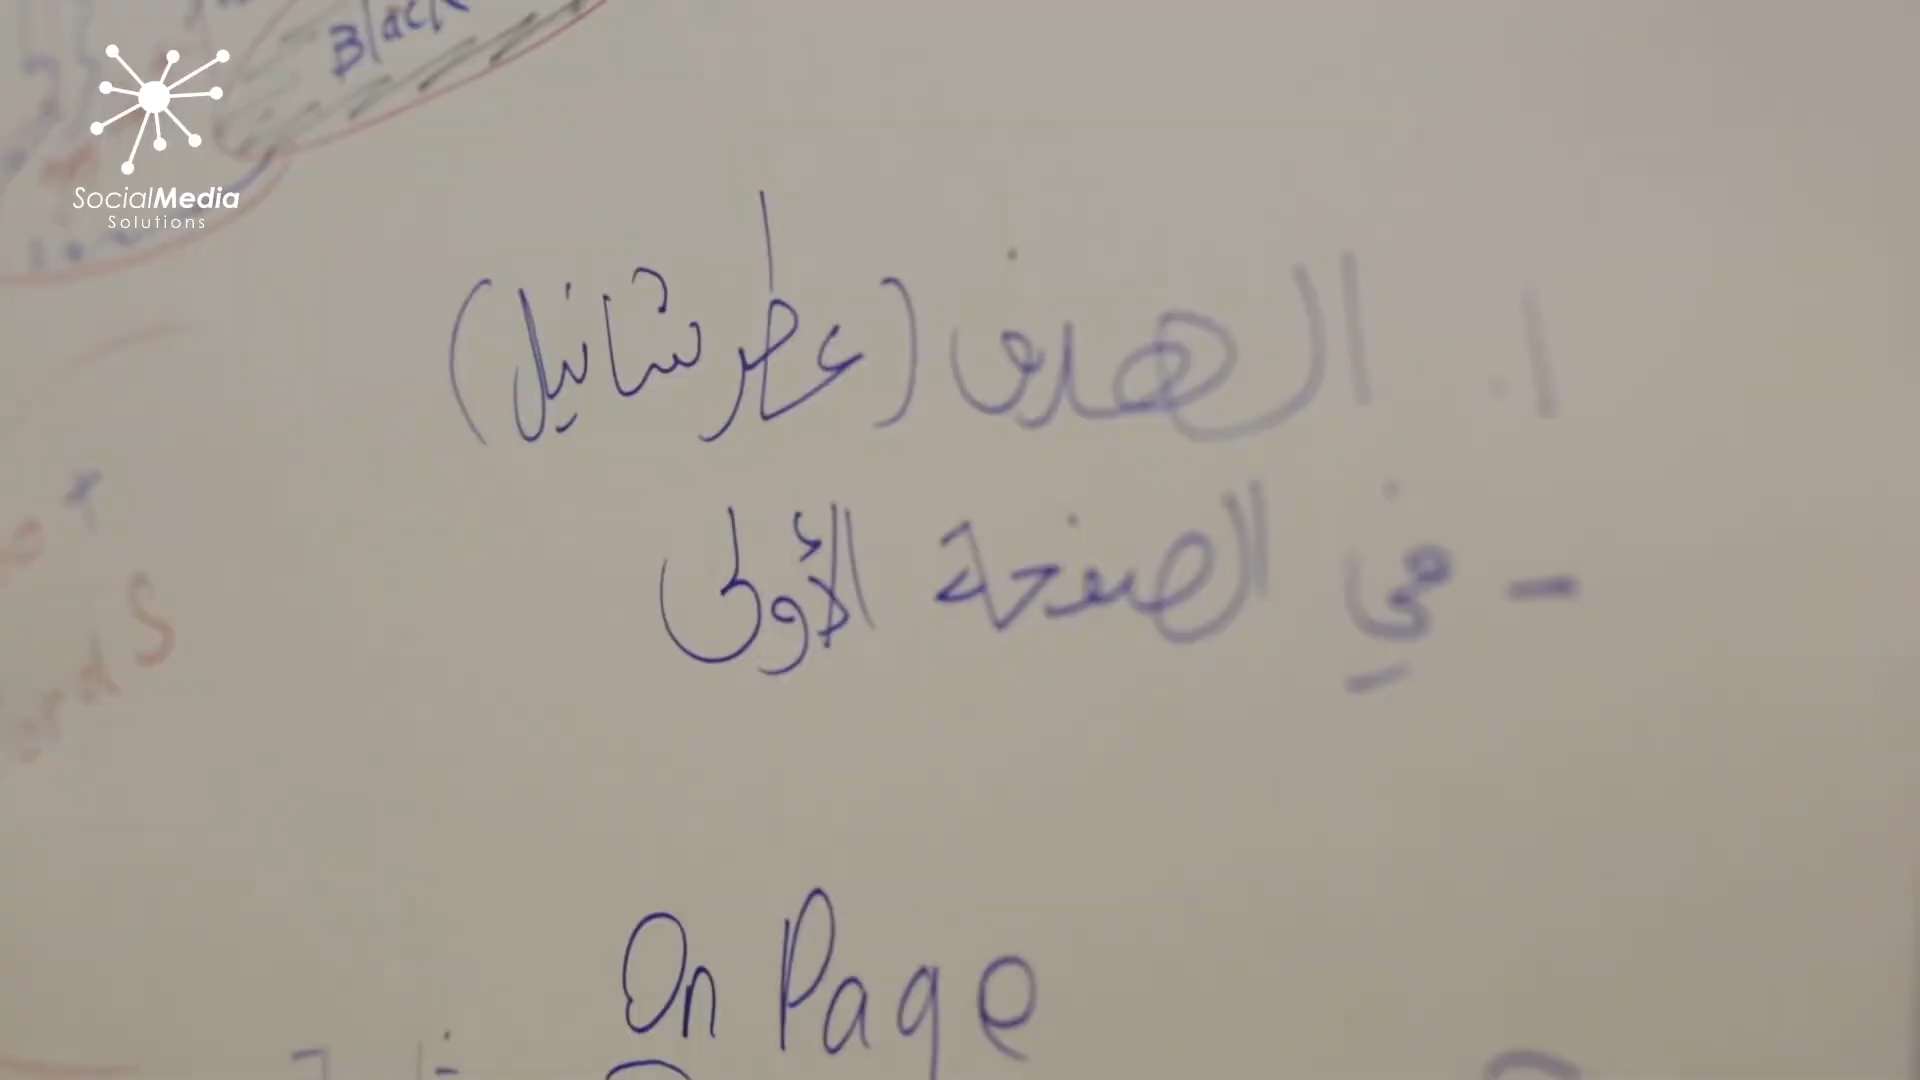 Black
SocialMedia
Solutions
١. الهدف (عطر شانيل)
- في الصفحة الأولى
On Page